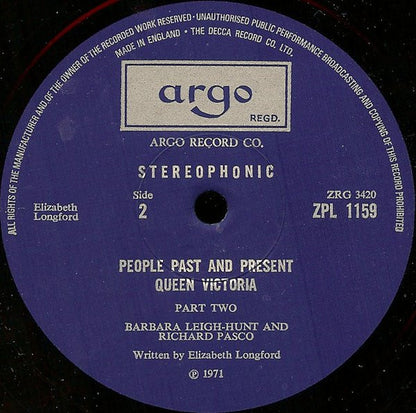 ALL RIGHTS OF THE MANUFACTURER AND OF THE OWNER OF THE RECORDED WORK RESERVED · UNAUTHORISED PUBLIC PERFORMANCE BROADCASTING AND COPYING OF THIS RECORD PROHIBITED
MADE IN ENGLAND · THE DECCA RECORD CO. LTD.
argo
REGD.
ARGO RECORD CO.
STEREOPHONIC
Elizabeth
Longford
Side
2
ZRG 3420
ZPL 1159
PEOPLE PAST AND PRESENT
QUEEN VICTORIA
PART TWO
BARBARA LEIGH-HUNT AND
RICHARD PASCO
Written by Elizabeth Longford
℗ 1971